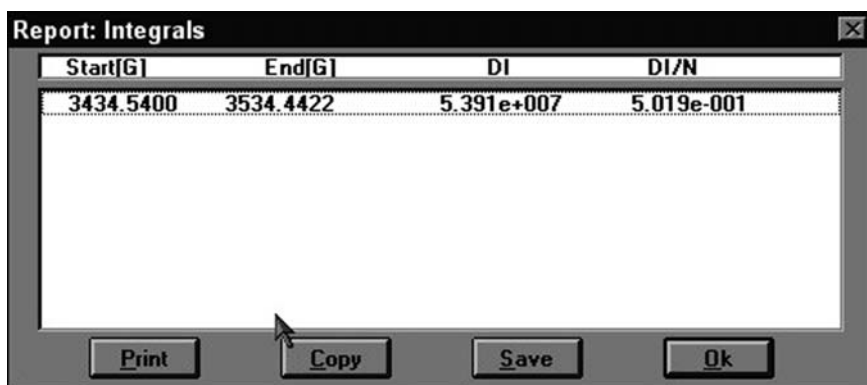 Report: Integrals
Start[G] End[G] DI DI/N
3434.5400 3534.4422 5.391e+007 5.019e-001
Print Copy Save Ok